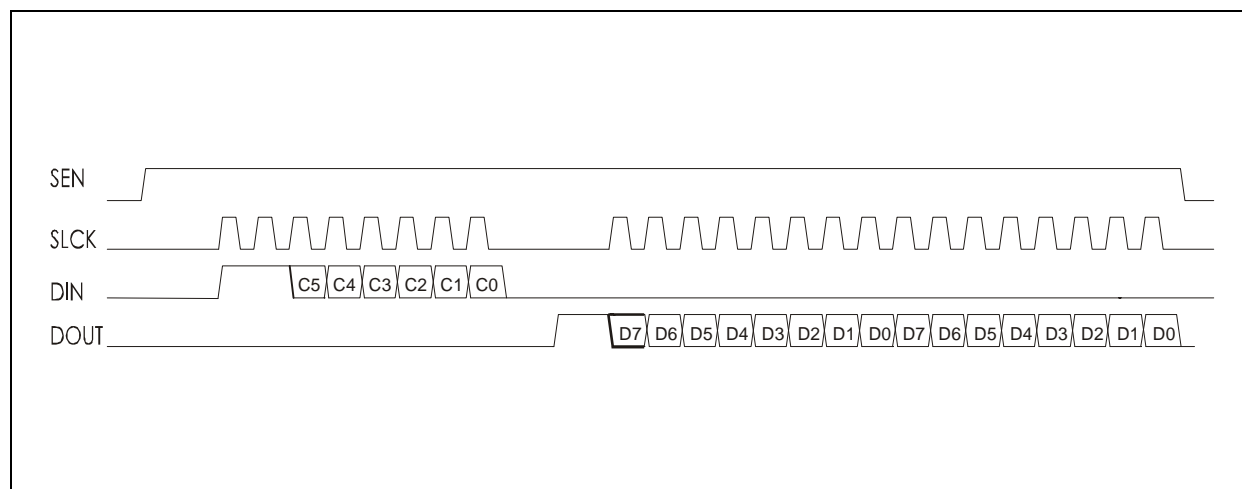 SEN
SLCK
DIN C5 C4 C3 C2 C1 C0
DOUT D7 D6 D5 D4 D3 D2 D1 D0 D7 D6 D5 D4 D3 D2 D1 D0